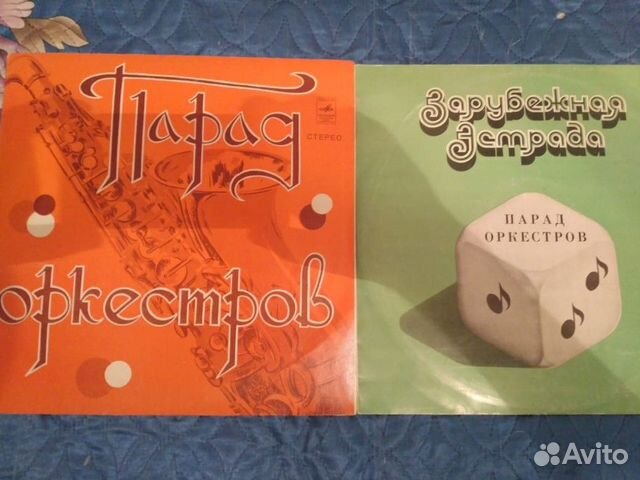 Парад
СТЕРЕО
оркестров
Зарубежная
Эстрада
ПАРАД
ОРКЕСТРОВ
Avito